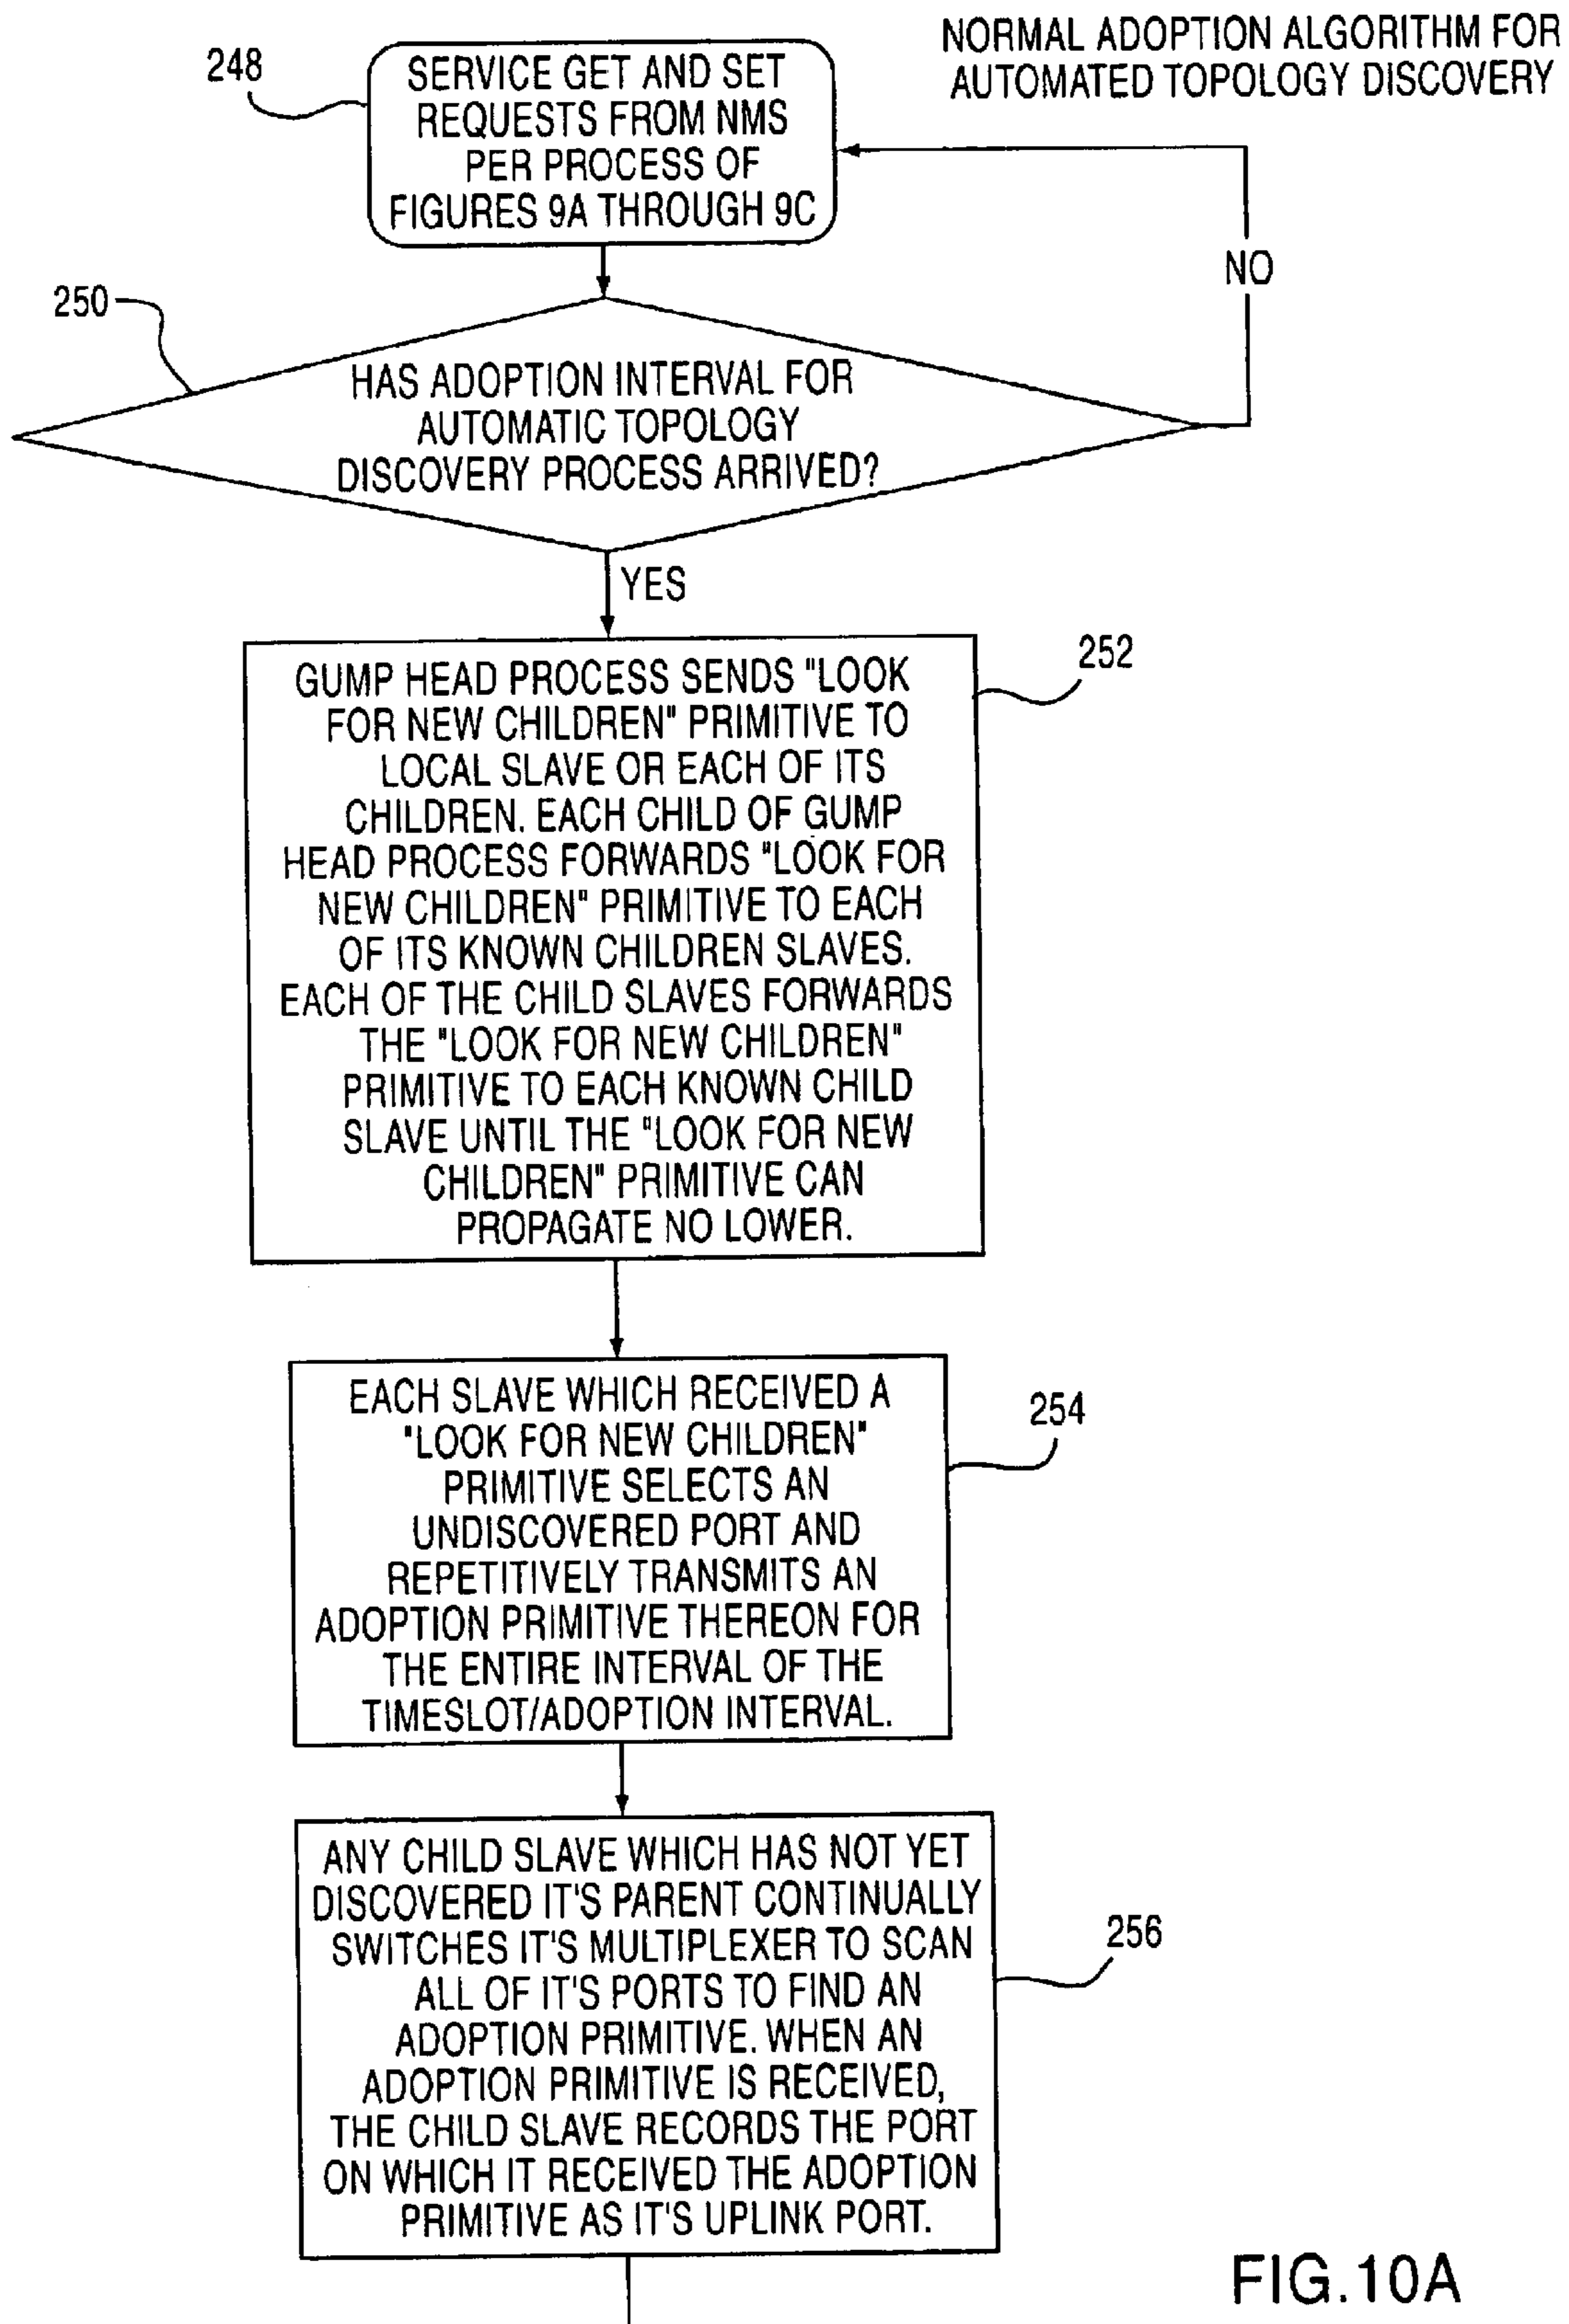 NORMAL ADOPTION ALGORITHM FOR
AUTOMATED TOPOLOGY DISCOVERY
248
SERVICE GET AND SET
REQUESTS FROM NMS
PER PROCESS OF
FIGURES 9A THROUGH 9C
NO
250
HAS ADOPTION INTERVAL FOR
AUTOMATIC TOPOLOGY
DISCOVERY PROCESS ARRIVED?
YES
252
GUMP HEAD PROCESS SENDS "LOOK
FOR NEW CHILDREN" PRIMITIVE TO
LOCAL SLAVE OR EACH OF ITS
CHILDREN. EACH CHILD OF GUMP
HEAD PROCESS FORWARDS "LOOK FOR
NEW CHILDREN" PRIMITIVE TO EACH
OF ITS KNOWN CHILDREN SLAVES.
EACH OF THE CHILD SLAVES FORWARDS
THE "LOOK FOR NEW CHILDREN"
PRIMITIVE TO EACH KNOWN CHILD
SLAVE UNTIL THE "LOOK FOR NEW
CHILDREN" PRIMITIVE CAN
PROPAGATE NO LOWER.
254
EACH SLAVE WHICH RECEIVED A
"LOOK FOR NEW CHILDREN"
PRIMITIVE SELECTS AN
UNDISCOVERED PORT AND
REPETITIVELY TRANSMITS AN
ADOPTION PRIMITIVE THEREON FOR
THE ENTIRE INTERVAL OF THE
TIMESLOT/ADOPTION INTERVAL.
256
ANY CHILD SLAVE WHICH HAS NOT YET
DISCOVERED IT'S PARENT CONTINUALLY
SWITCHES IT'S MULTIPLEXER TO SCAN
ALL OF IT'S PORTS TO FIND AN
ADOPTION PRIMITIVE. WHEN AN
ADOPTION PRIMITIVE IS RECEIVED,
THE CHILD SLAVE RECORDS THE PORT
ON WHICH IT RECEIVED THE ADOPTION
PRIMITIVE AS IT'S UPLINK PORT.
FIG.10A